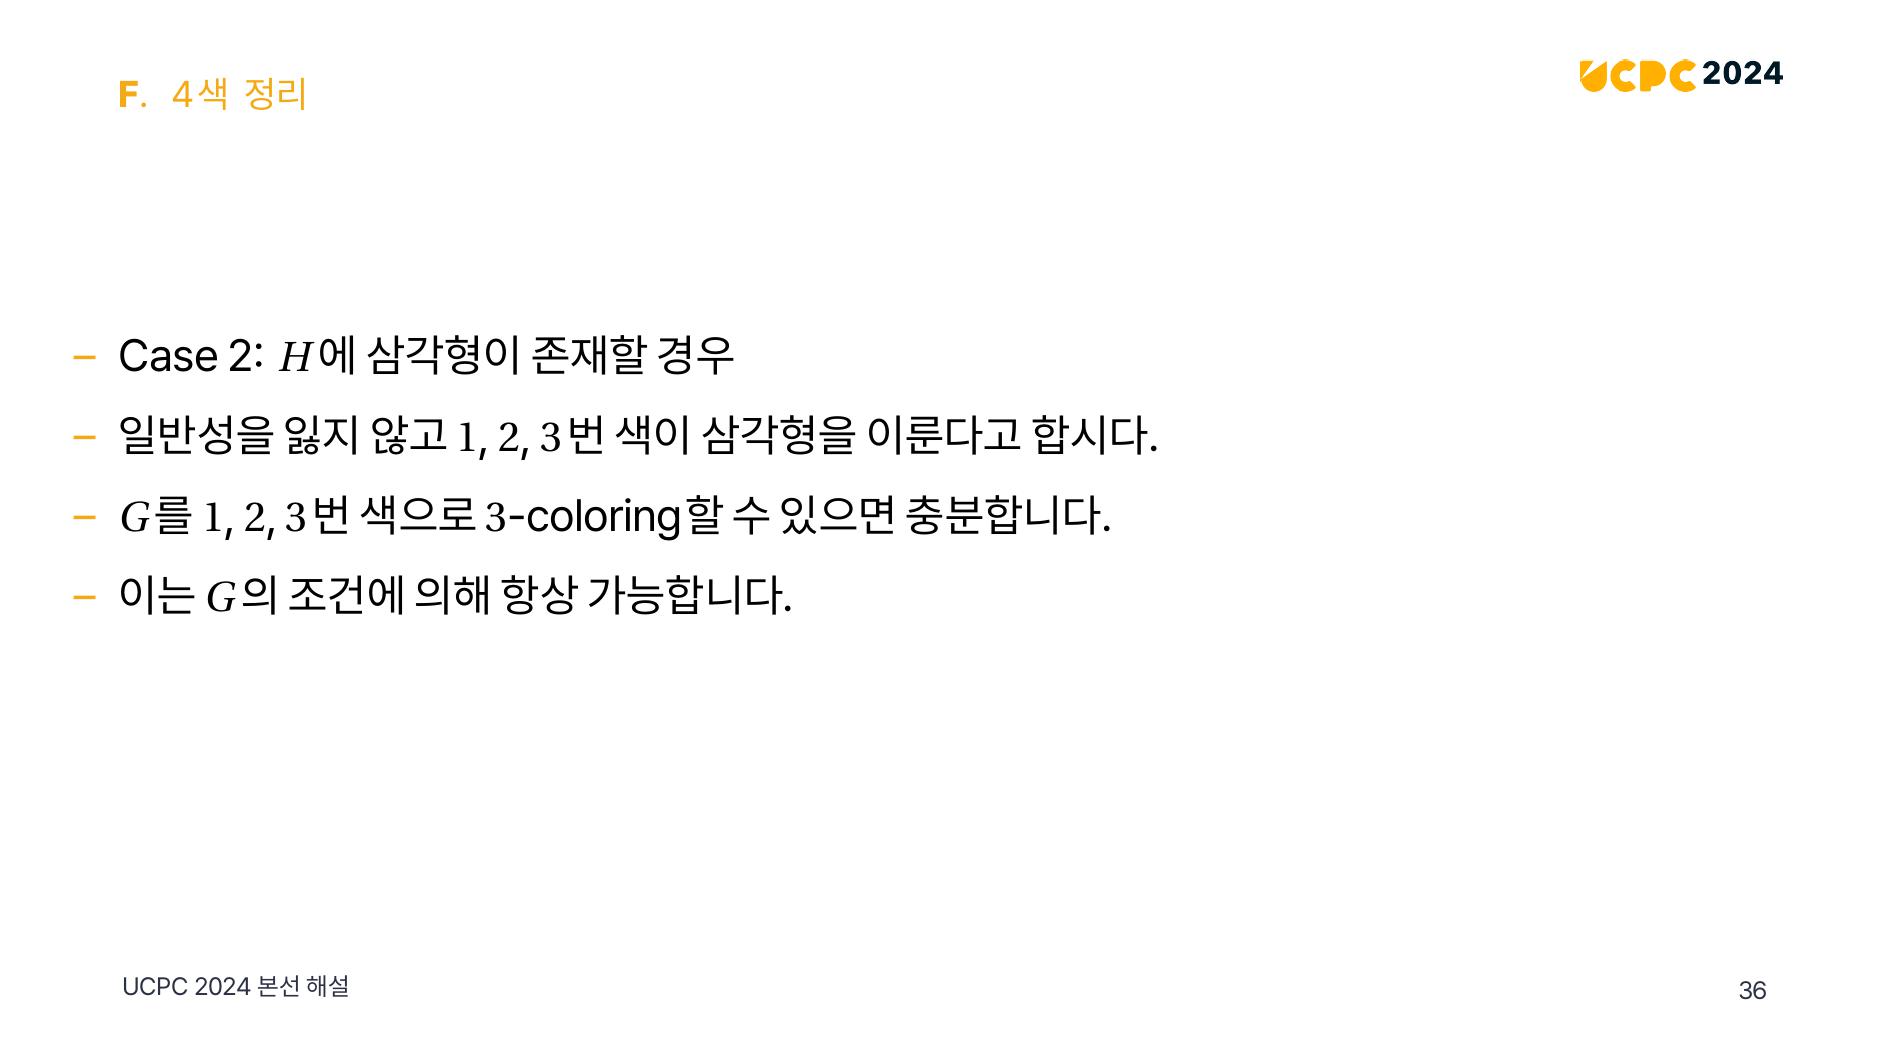 F. 4색 정리
UCPC 2024
– Case 2: H에 삼각형이 존재할 경우
– 일반성을 잃지 않고 1, 2, 3번 색이 삼각형을 이룬다고 합시다.
– G를 1, 2, 3번 색으로 3-coloring할 수 있으면 충분합니다.
– 이는 G의 조건에 의해 항상 가능합니다.
UCPC 2024 본선 해설
36